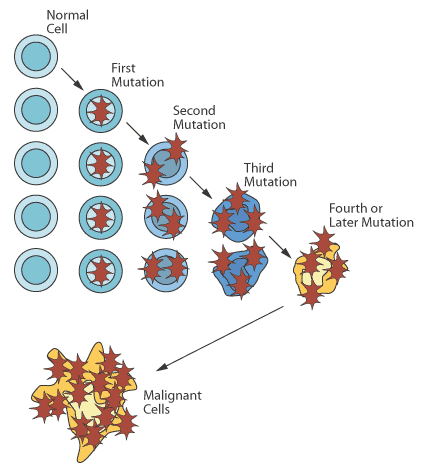 Normal
Cell
First
Mutation
Second
Mutation
Third
Mutation
Fourth or
Later Mutation
Malignant
Cells